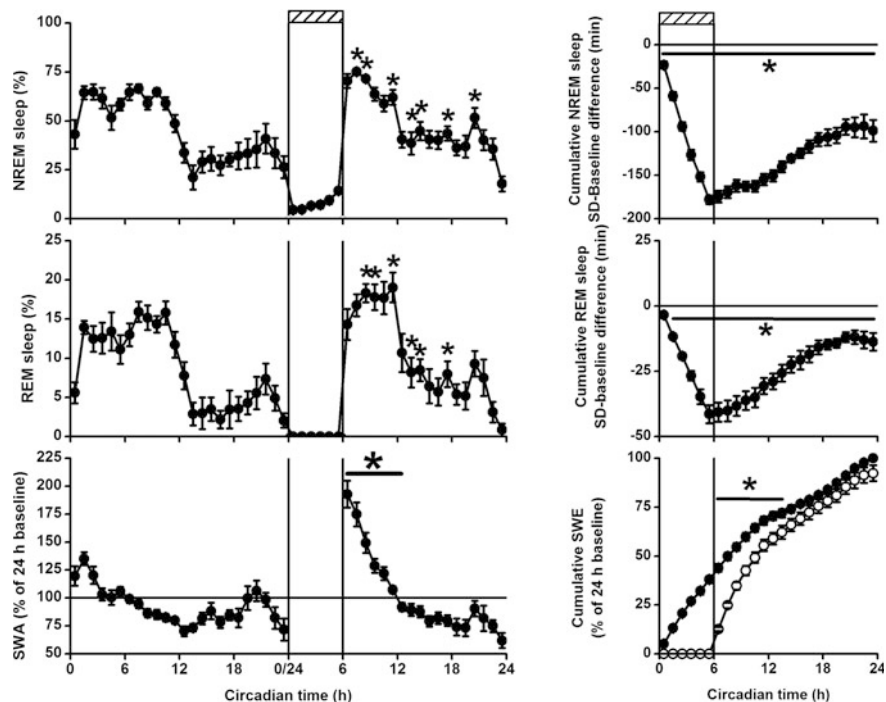 NREM sleep (%)
100
75
50
25
0
* * * * * * *
Cumulative NREM sleep
SD-Baseline difference (min)
0
-50
-100
-150
-200
*
REM sleep (%)
25
20
15
10
5
0
* * * * * *
Cumulative REM sleep
SD-baseline difference (min)
25
0
-25
-50
*
SWA (% of 24 h baseline)
225
200
175
150
125
100
75
50
*
0 6 12 18 0/24 6 12 18 24
Circadian time (h)
Cumulative SWE
(% of 24 h baseline)
100
75
50
25
0
*
0 6 12 18 24
Circadian time (h)